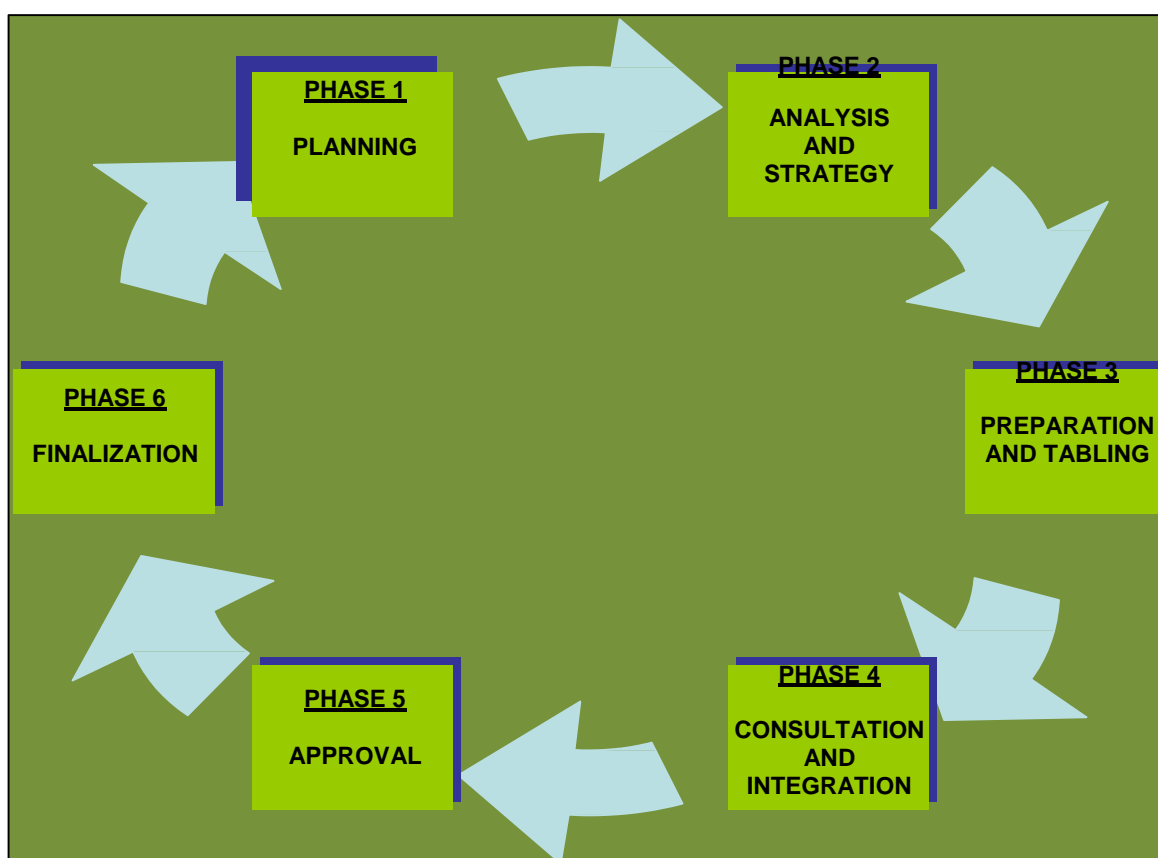 PHASE 1
PLANNING
PHASE 2
ANALYSIS
AND
STRATEGY
PHASE 3
PREPARATION
AND TABLING
PHASE 4
CONSULTATION
AND
INTEGRATION
PHASE 5
APPROVAL
PHASE 6
FINALIZATION